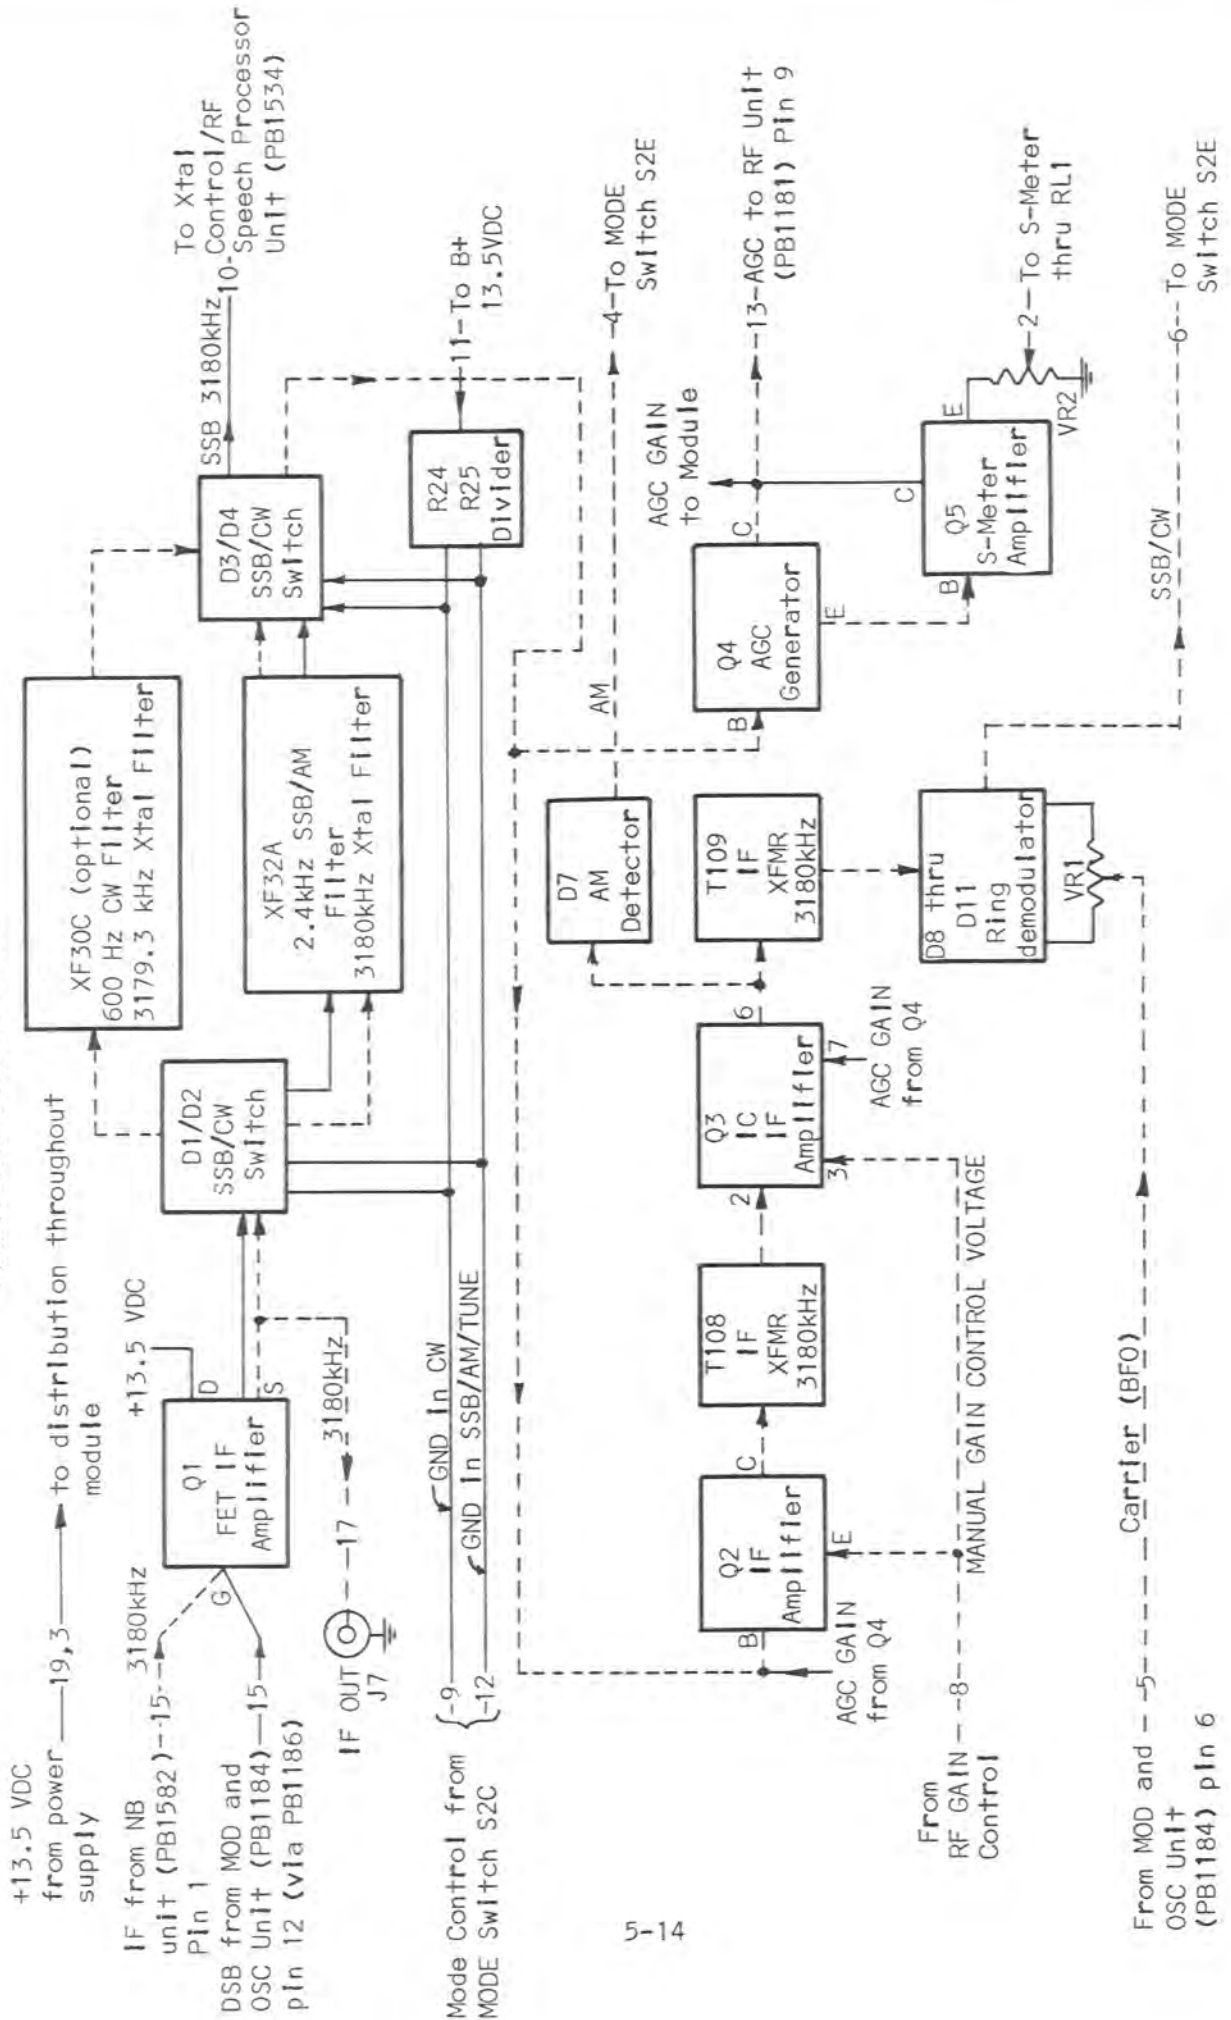 +13.5 VDC
from power
supply
19,3
to distribution throughout
module
IF from NB
unit (PB1582)
Pin 1
15
3180kHz
DSB from MOD and
OSC Unit (PB1184)
pin 12 (via PB1186)
15
+13.5 VDC
G
D
S
Q1
FET IF
Amplifier
3180kHz
17
IF OUT
J7
D1/D2
SSB/CW
Switch
XF30C (optional)
600 Hz CW Filter
3179.3 kHz Xtal Filter
XF32A
2.4kHz SSB/AM
Filter
3180kHz Xtal Filter
D3/D4
SSB/CW
Switch
SSB 3180kHz
10
To Xtal
Control/RF
Speech Processor
Unit (PB1534)
Mode Control from
MODE Switch S2C
9
12
GND in CW
GND in SSB/AM/TUNE
R24
R25
Divider
11
To B+
13.5VDC
D7
AM
Detector
AM
4
To MODE
Switch S2E
AGC GAIN
from Q4
B
Q2
IF
Amplifier
C
E
T108
IF
XFMR
3180kHz
2
Q3
IC
IF
Amplifier
6
3
7
AGC GAIN
from Q4
T109
IF
XFMR
3180kHz
B
Q4
AGC
Generator
C
E
AGC GAIN
to Module
13
AGC to RF Unit
(PB1181) Pin 9
B
Q5
S-Meter
Amplifier
C
E
VR2
2
To S-Meter
thru RL1
From
RF GAIN
Control
8
MANUAL GAIN CONTROL VOLTAGE
D8 thru
D11
Ring
demodulator
VR1
SSB/CW
6
To MODE
Switch S2E
From MOD and
OSC Unit
(PB1184) pin 6
5
Carrier (BFO)
5-14